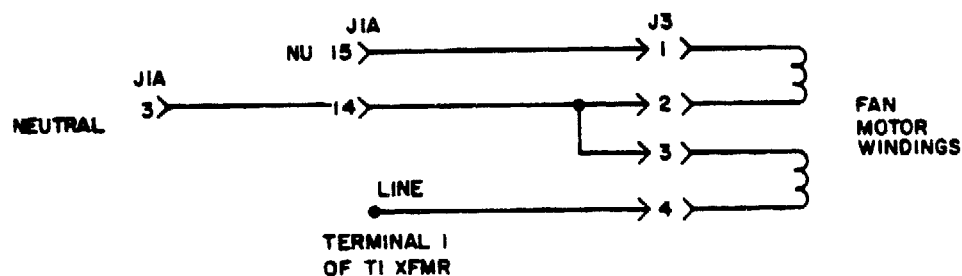 J1A
J3
NU 15
1
J1A
3
14
2
NEUTRAL
FAN
MOTOR
WINDINGS
3
LINE
4
TERMINAL 1
OF T1 XFMR